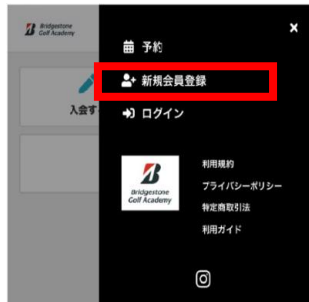 Bridgestone
Golf Academy
×
予約
新規会員登録
入会す
ログイン
Bridgestone
Golf Academy
利用規約
プライバシーポリシー
特定商取引法
利用ガイド